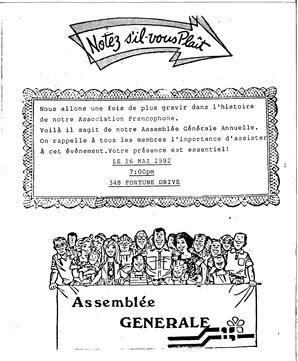 Notez s'il-vous Plaît
Nous allons une fois de plus gravir dans l'histoire
de notre Association Francophone.
Voilà il sagit de notre Assemblée Générale Annuelle.
On rappelle à tous les membres l'importance d'assister
à cet évènement.Votre présence est essentiel!
LE 16 MAI 1992
7:00pm
348 FORTUNE DRIVE
Assemblée
GENERALE